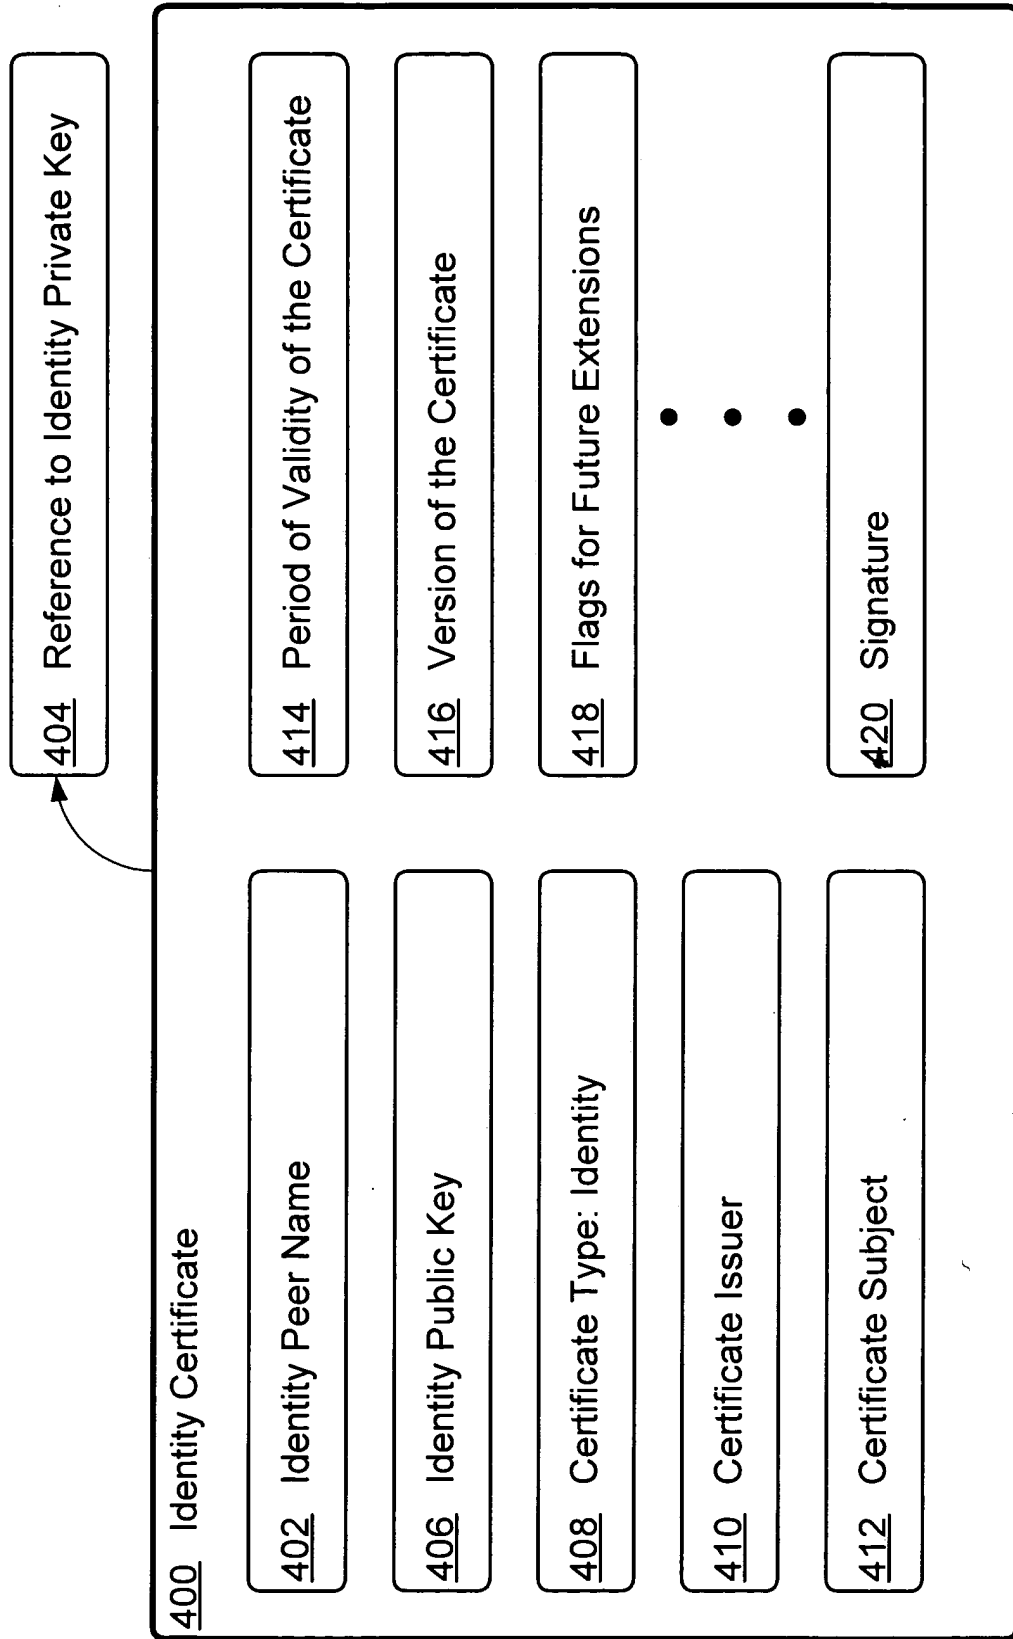 404 Reference to Identity Private Key
400 Identity Certificate
402 Identity Peer Name
406 Identity Public Key
408 Certificate Type: Identity
410 Certificate Issuer
412 Certificate Subject
414 Period of Validity of the Certificate
416 Version of the Certificate
418 Flags for Future Extensions
420 Signature